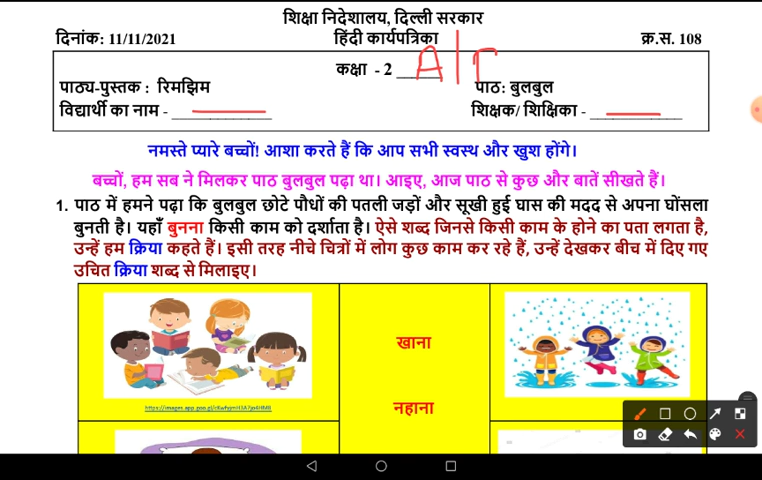 शिक्षा निदेशालय, दिल्ली सरकार
दिनांक: 11/11/2021 हिंदी कार्यपत्रिका क्र.स. 108
कक्षा - 2 ____ A/r
पाठ्य-पुस्तक : रिमझिम पाठ: बुलबुल
विद्यार्थी का नाम - ____________ शिक्षक/ शिक्षिका - ___________
नमस्ते प्यारे बच्चों! आशा करते हैं कि आप सभी स्वस्थ और खुश होंगे।
बच्चों, हम सब ने मिलकर पाठ बुलबुल पढ़ा था। आइए, आज पाठ से कुछ और बातें सीखते हैं।
1. पाठ में हमने पढ़ा कि बुलबुल छोटे पौधों की पतली जड़ों और सूखी हुई घास की मदद से अपना घोंसला
बुनती है। यहाँ बुनना किसी काम को दर्शाता है। ऐसे शब्द जिनसे किसी काम के होने का पता लगता है,
उन्हें हम क्रिया कहते हैं। इसी तरह नीचे चित्रों में लोग कुछ काम कर रहे हैं, उन्हें देखकर बीच में दिए गए
उचित क्रिया शब्द से मिलाइए।
खाना
नहाना